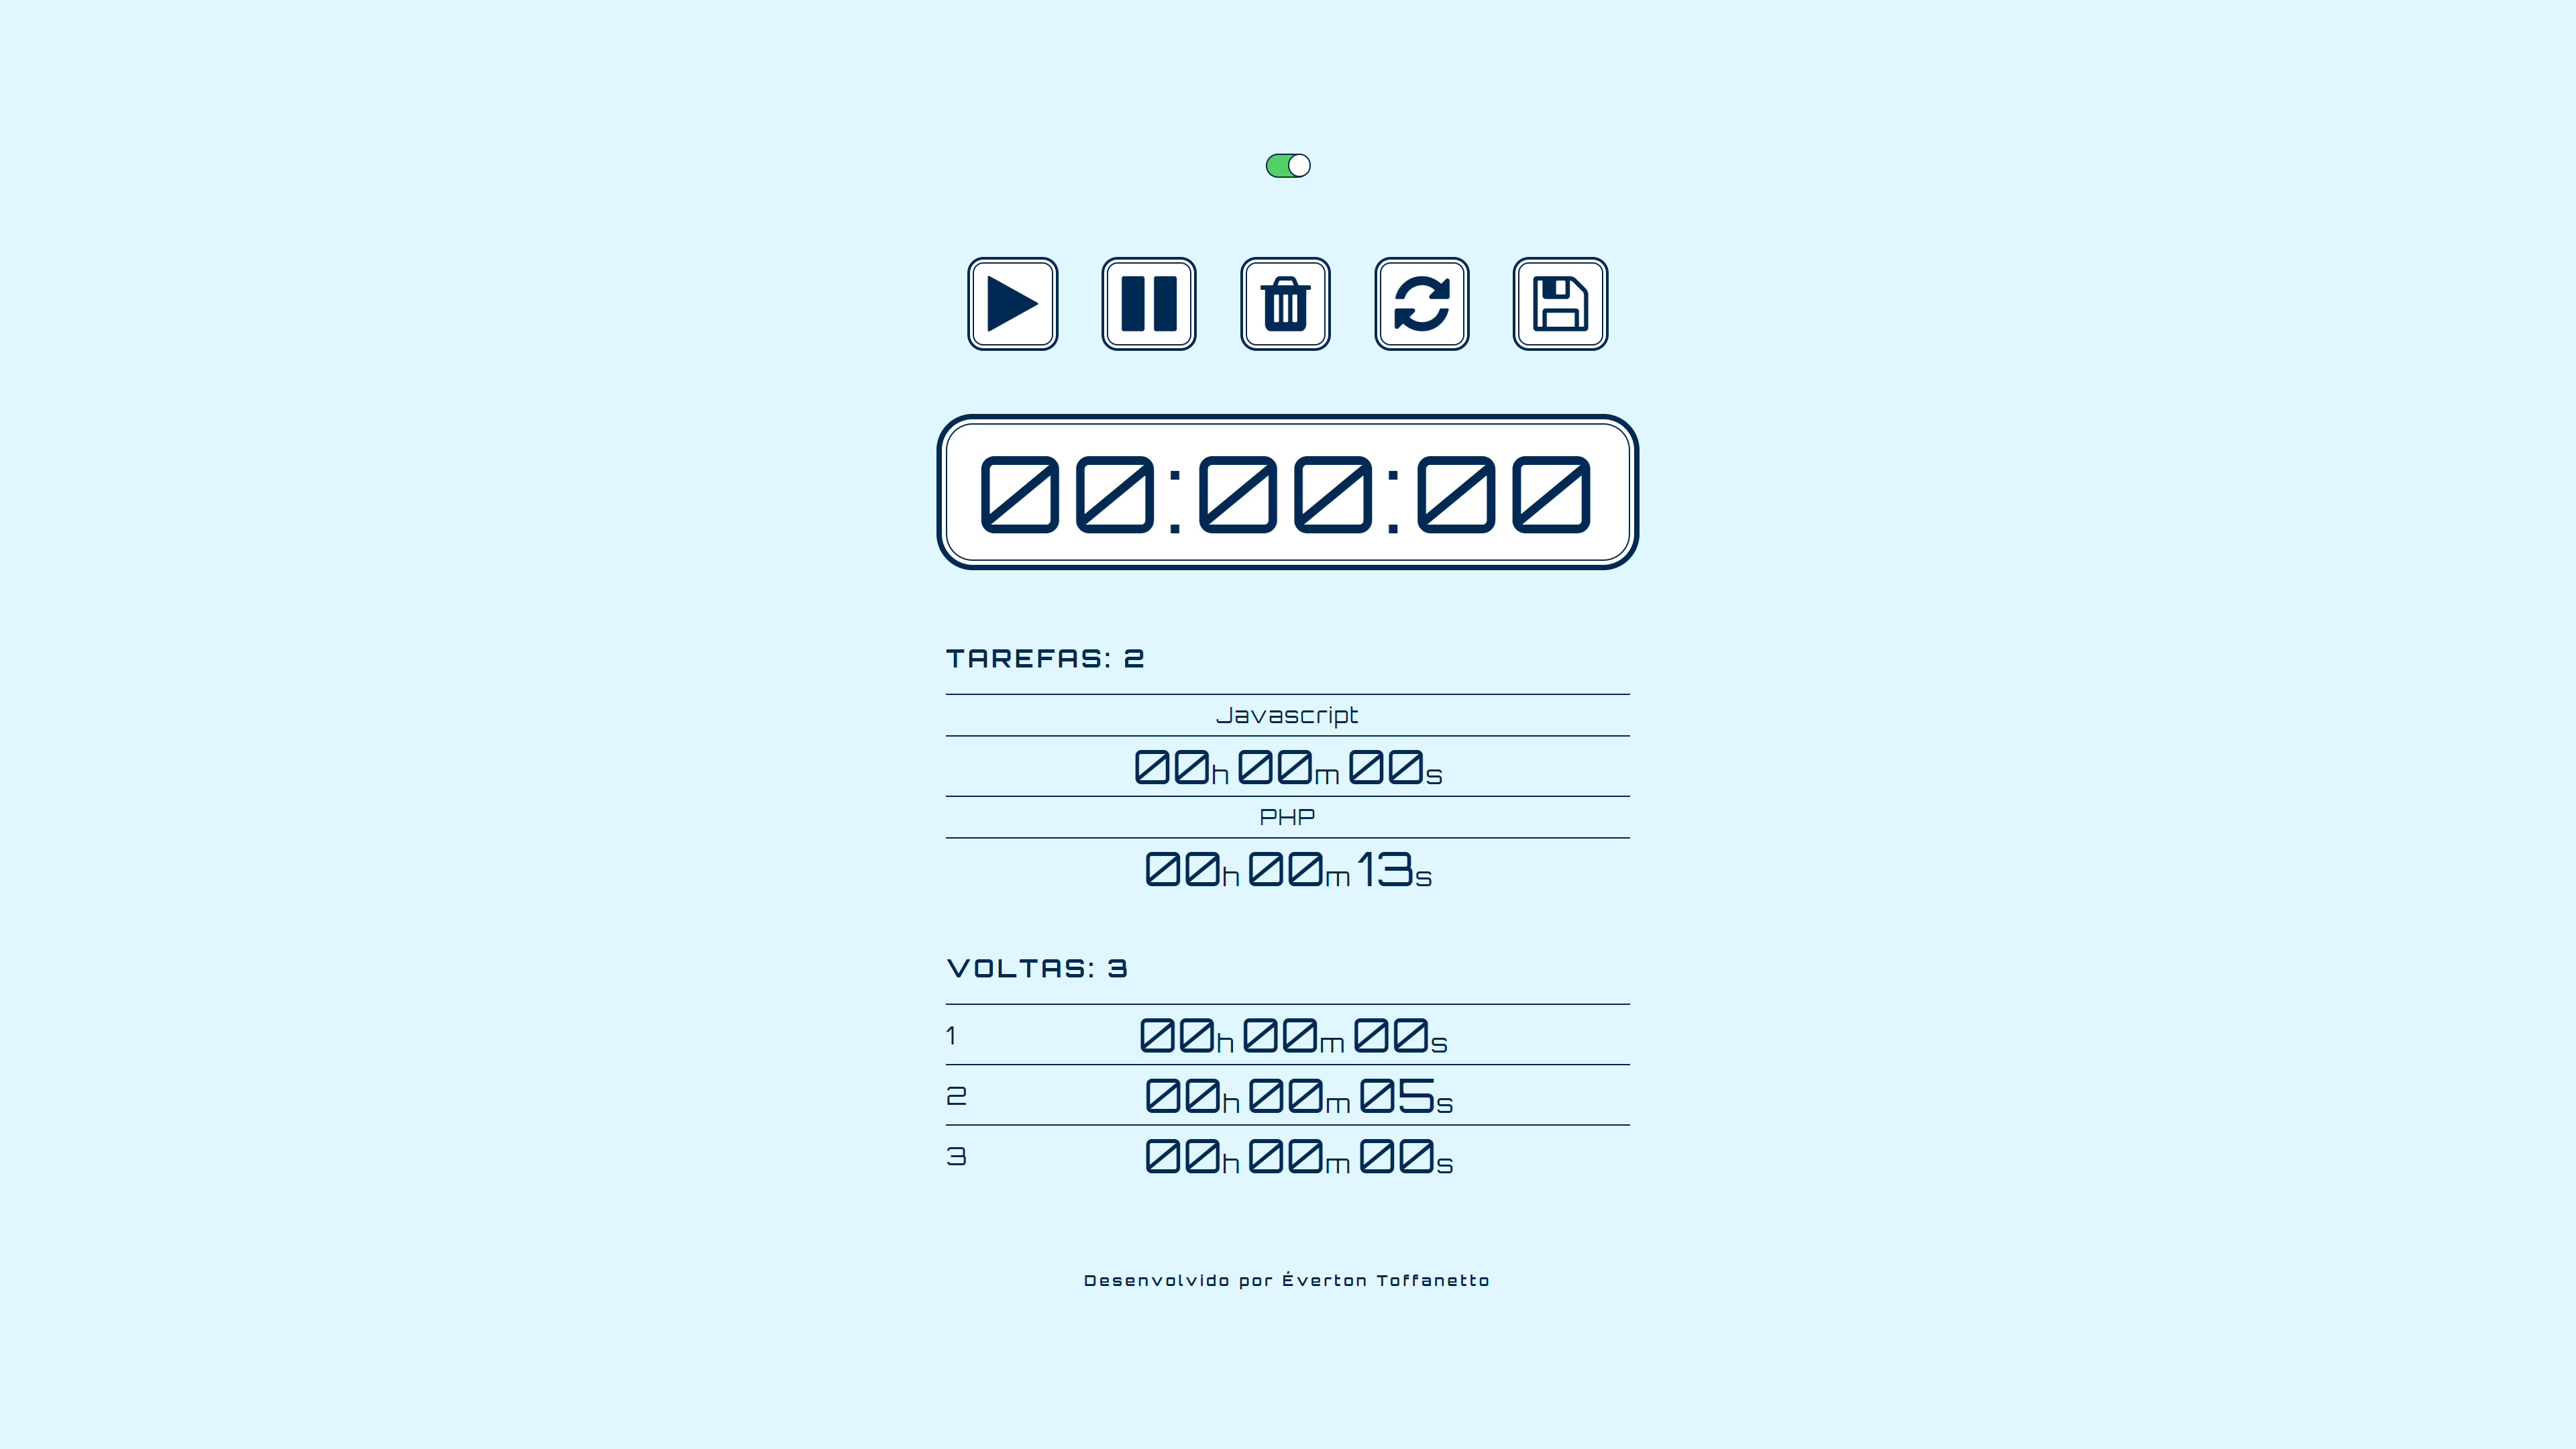 00:00:00
TAREFAS: 2
Javascript
00h 00m 00s
PHP
00h 00m 13s
VOLTAS: 3
1 00h 00m 00s
2 00h 00m 05s
3 00h 00m 00s
Desenvolvido por Éverton Toffanetto